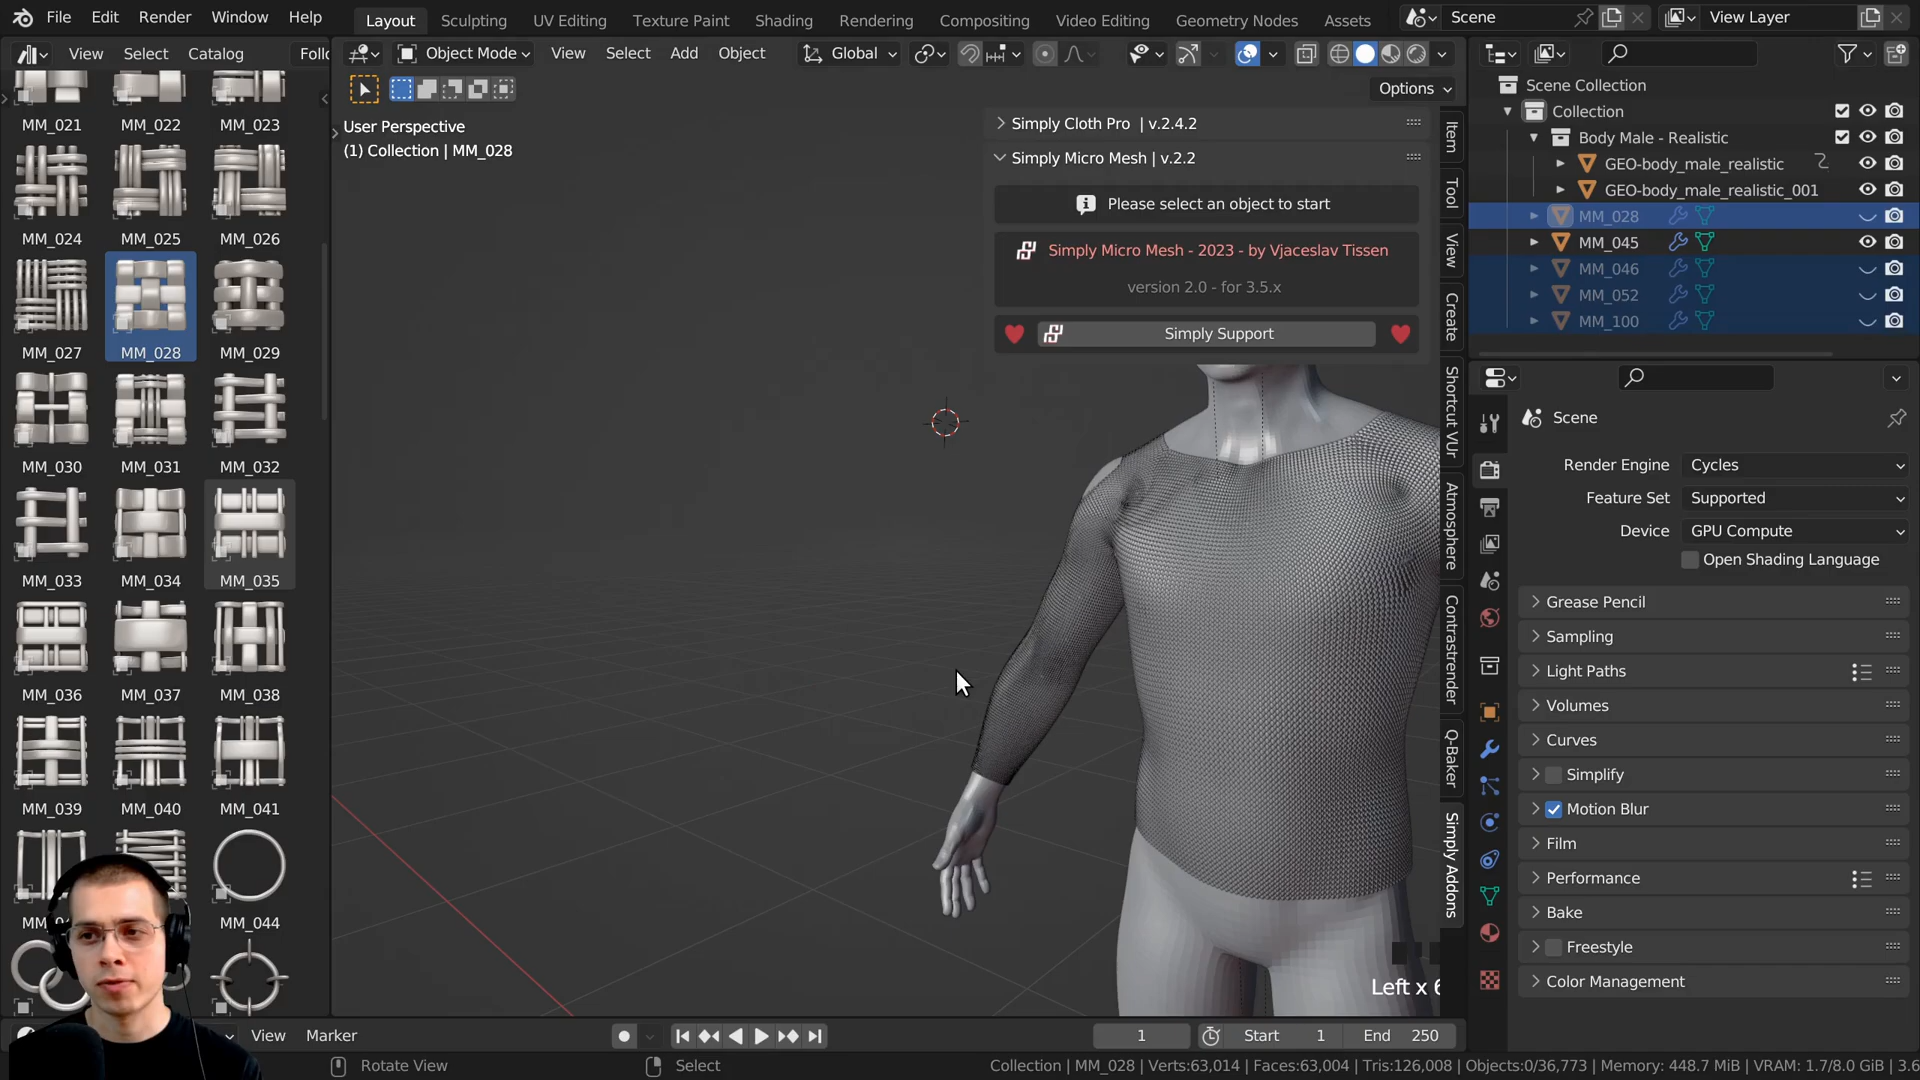 File Edit Render Window Help Layout Sculpting UV Editing Texture Paint Shading Rendering Compositing Video Editing Geometry Nodes Assets Scene View Layer
View Select Catalog Foll Object Mode View Select Add Object Global
Options
User Perspective
(1) Collection | MM_028
MM_021 MM_022 MM_023
MM_024 MM_025 MM_026
MM_027 MM_028 MM_029
MM_030 MM_031 MM_032
MM_033 MM_034 MM_035
MM_036 MM_037 MM_038
MM_039 MM_040 MM_041
MM_044
Simply Cloth Pro | v.2.4.2
Simply Micro Mesh | v.2.2
Please select an object to start
Simply Micro Mesh - 2023 - by Vjaceslav Tissen
version 2.0 - for 3.5.x
Simply Support
Item
Tool
View
Create
Shortcut VUr
Atmosphere
Contrastrender
Q-Baker
Simply Addons
Left x 6
Scene Collection
Collection
Body Male - Realistic
GEO-body_male_realistic
GEO-body_male_realistic_001
MM_028
MM_045
MM_046
MM_052
MM_100
Scene
Render Engine Cycles
Feature Set Supported
Device GPU Compute
Open Shading Language
Grease Pencil
Sampling
Light Paths
Volumes
Curves
Simplify
Motion Blur
Film
Performance
Bake
Freestyle
Color Management
View Marker 1 Start 1 End 250
Rotate View Select Collection | MM_028 | Verts:63,014 | Faces:63,004 | Tris:126,008 | Objects:0/36,773 | Memory: 448.7 MiB | VRAM: 1.7/8.0 GiB | 3.6